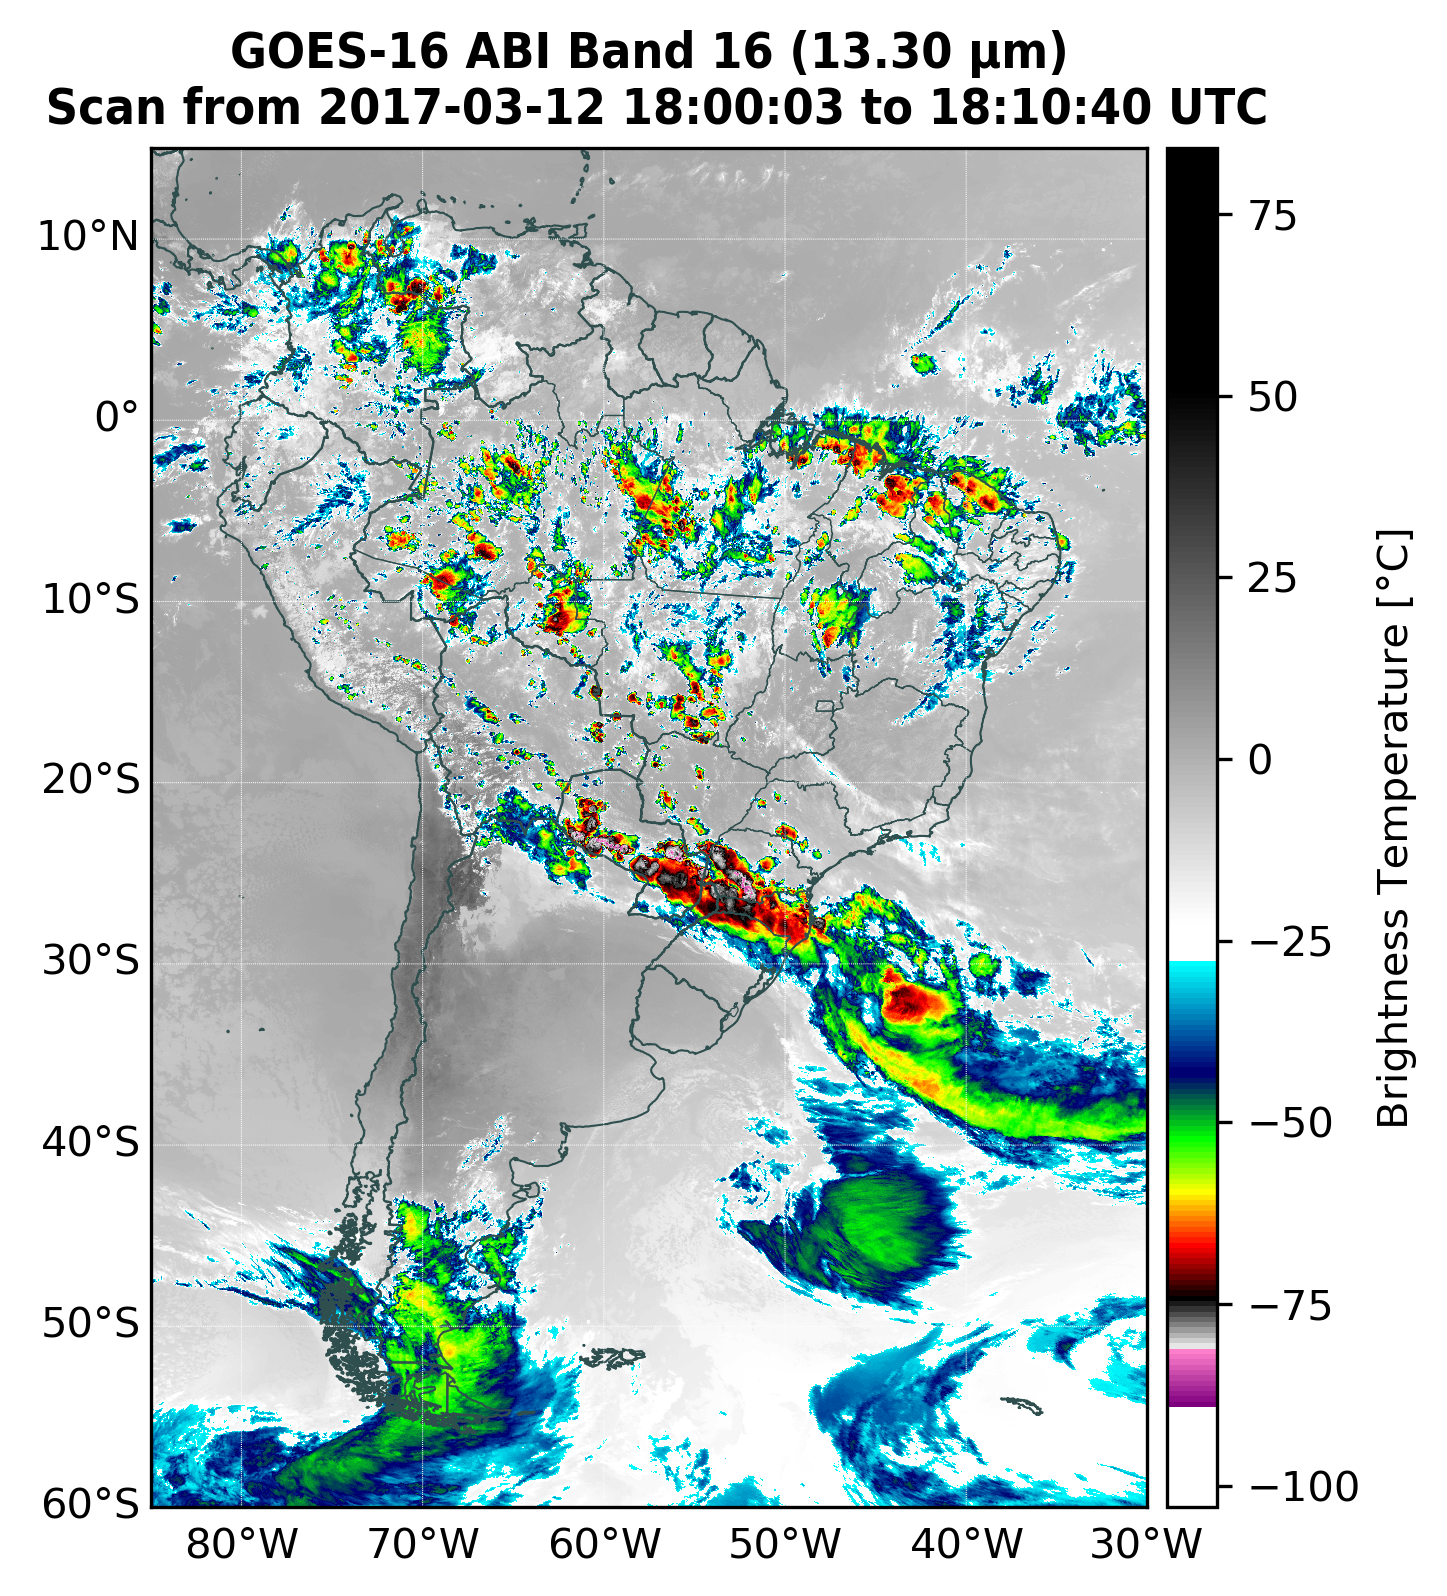 GOES-16 ABI Band 16 (13.30 µm)
Scan from 2017-03-12 18:00:03 to 18:10:40 UTC
10°N
0°
10°S
20°S
30°S
40°S
50°S
60°S
80°W
70°W
60°W
50°W
40°W
30°W
75
50
25
0
−25
−50
−75
−100
Brightness Temperature [°C]